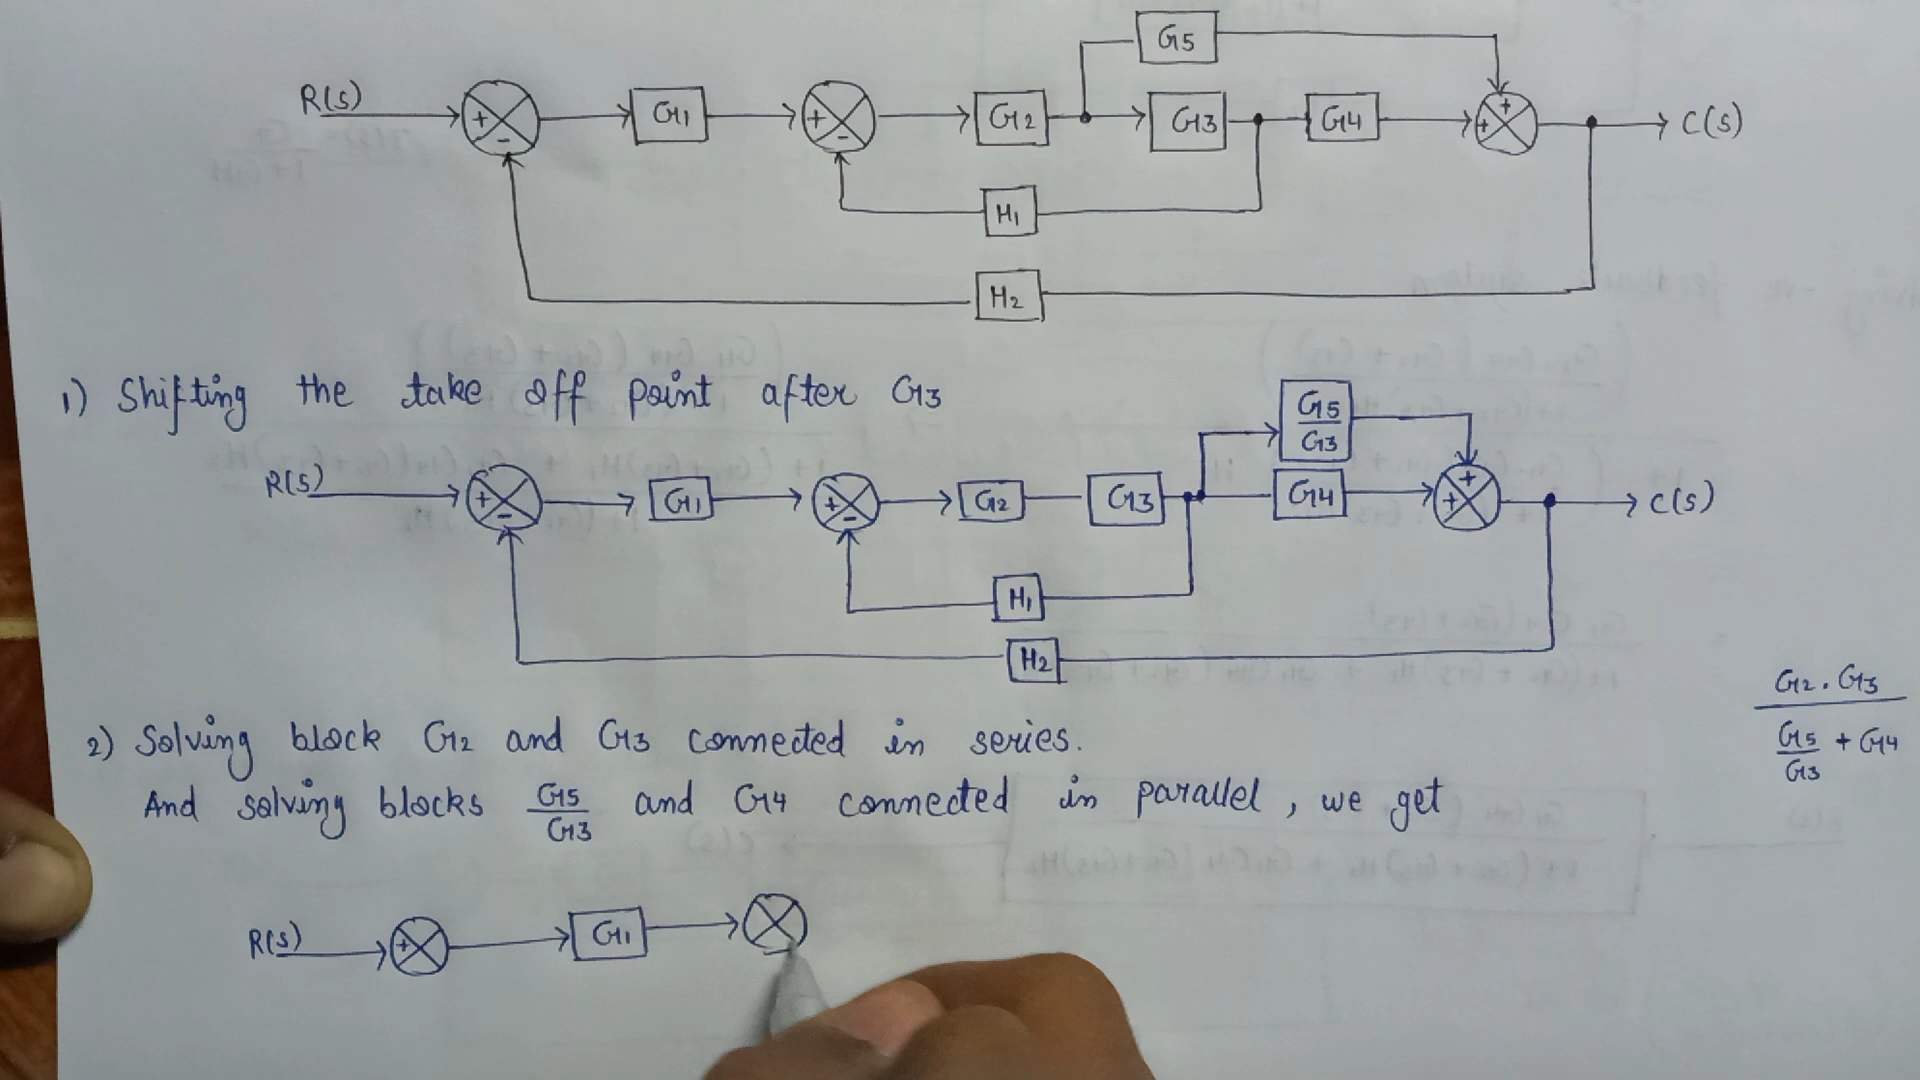 G5
R(s) + - G1 + - G2 G3 G4 + + C(s)
H1
H2
1) Shifting the take off point after G3
G5
G3
R(s) + - G1 + - G2 G3 G4 + + C(s)
H1
H2
G2 . G3
G5 + G4
G3
2) Solving block G2 and G3 connected in series.
And solving blocks G5/G3 and G4 connected in parallel, we get
R(s) + G1